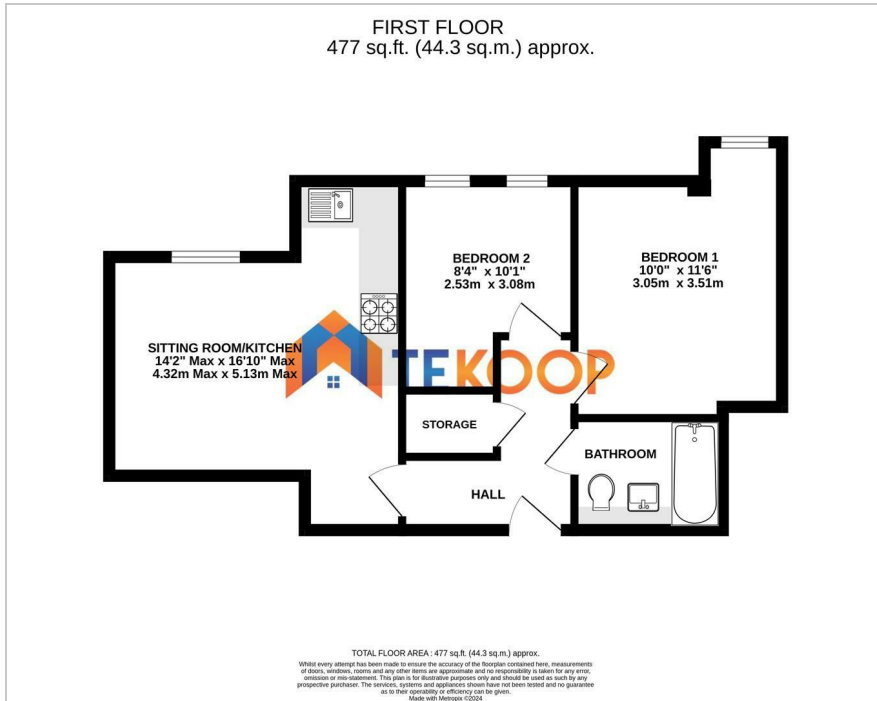 FIRST FLOOR
477 sq.ft. (44.3 sq.m.) approx.
BEDROOM 2
8'4" x 10'1"
2.53m x 3.08m
BEDROOM 1
10'0" x 11'6"
3.05m x 3.51m
SITTING ROOM/KITCHEN
14'2" Max x 16'10" Max
4.32m Max x 5.13m Max
TEKOOP
STORAGE
BATHROOM
HALL
TOTAL FLOOR AREA : 477 sq.ft. (44.3 sq.m.) approx.
Whilst every attempt has been made to ensure the accuracy of the floorplan contained here, measurements
of doors, windows, rooms and any other items are approximate and no responsibility is taken for any error,
omission or mis-statement. This plan is for illustrative purposes only and should be used as such by any
prospective purchaser. The services, systems and appliances shown have not been tested and no guarantee
as to their operability or efficiency can be given.
Made with Metropix ©2024